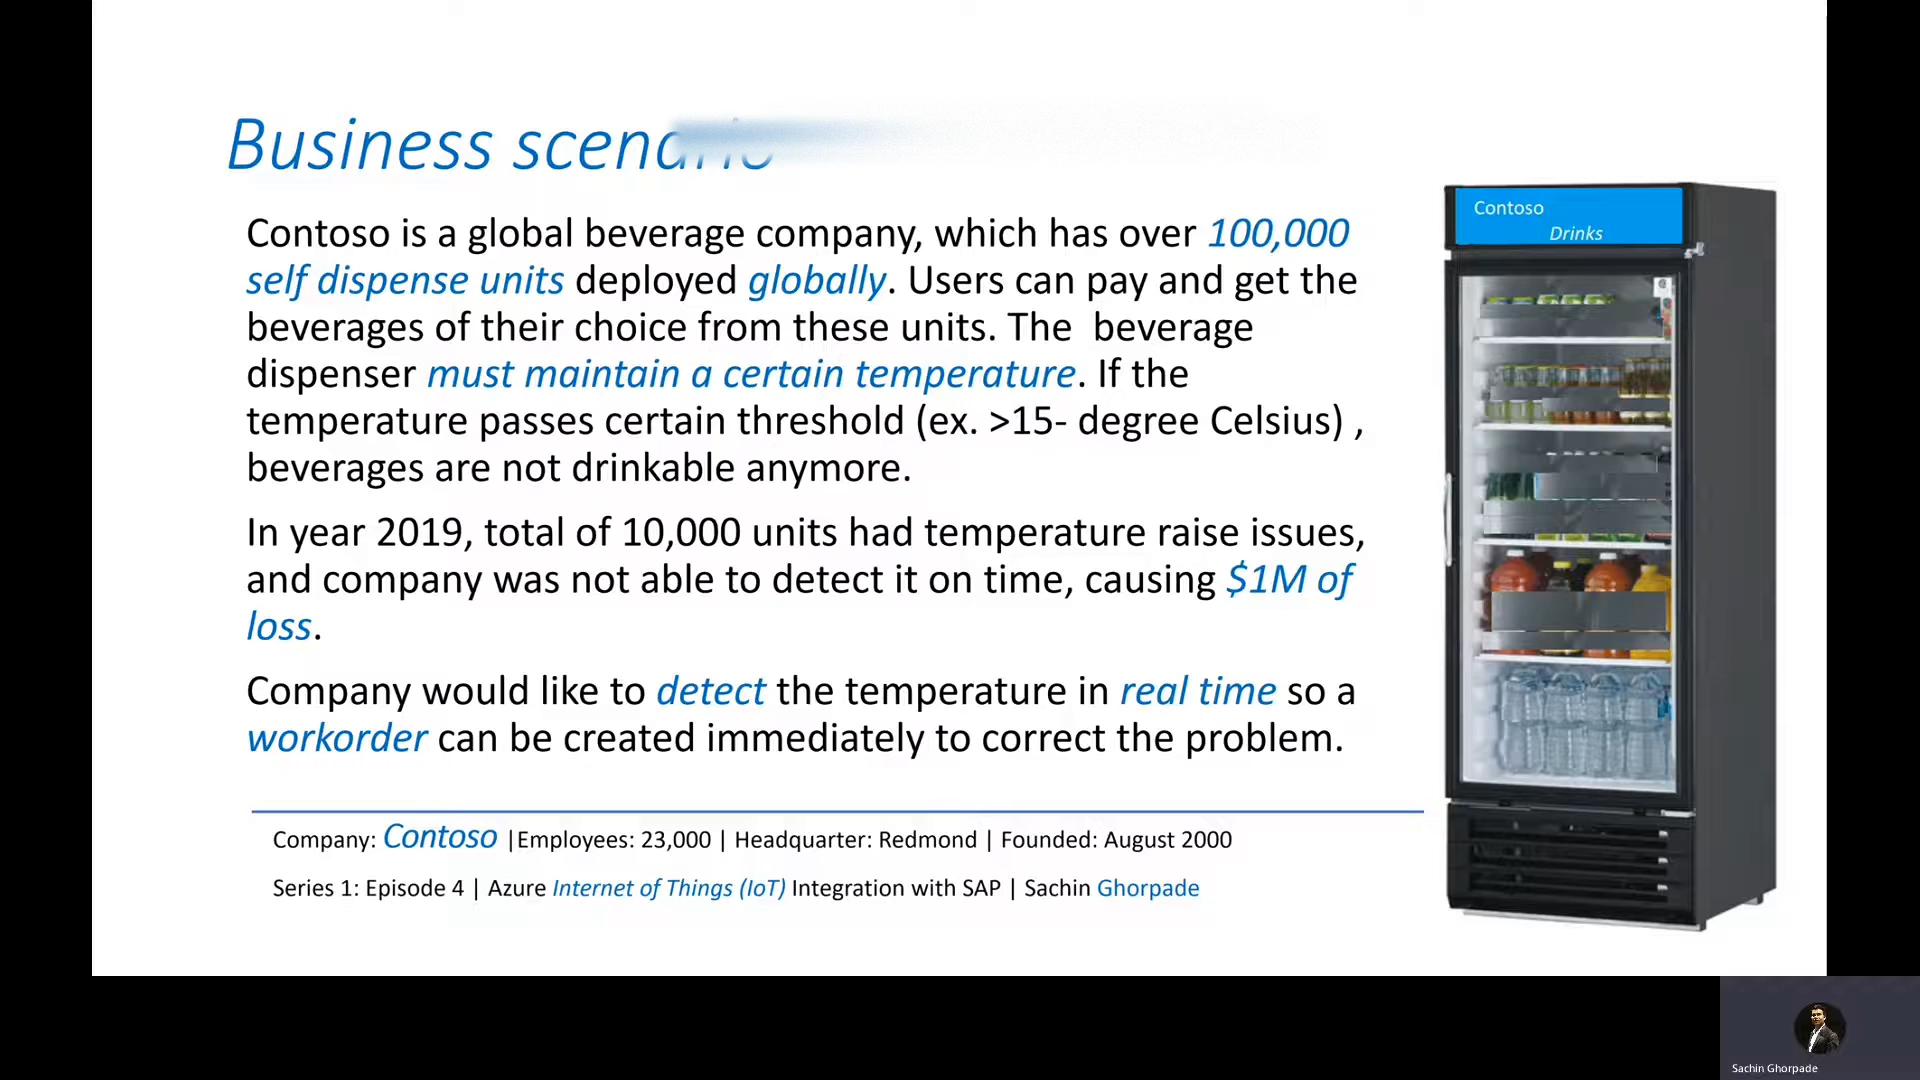 Business scenario
Contoso is a global beverage company, which has over 100,000
self dispense units deployed globally. Users can pay and get the
beverages of their choice from these units. The  beverage
dispenser must maintain a certain temperature. If the
temperature passes certain threshold (ex. >15- degree Celsius) ,
beverages are not drinkable anymore.
In year 2019, total of 10,000 units had temperature raise issues,
and company was not able to detect it on time, causing $1M of
loss.
Company would like to detect the temperature in real time so a
workorder can be created immediately to correct the problem.
Company: Contoso |Employees: 23,000 | Headquarter: Redmond | Founded: August 2000
Series 1: Episode 4 | Azure Internet of Things (IoT) Integration with SAP | Sachin Ghorpade
Contoso
Drinks
Sachin Ghorpade